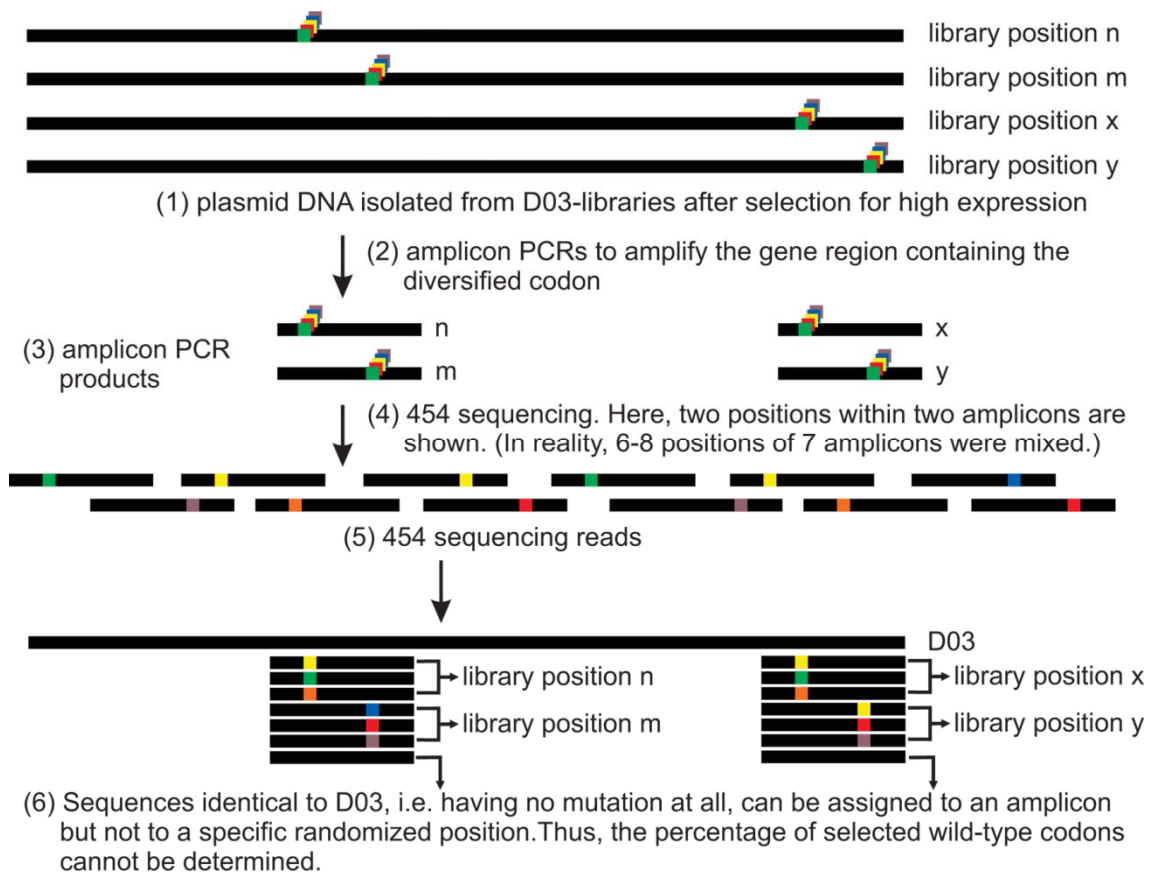 library position n
library position m
library position x
library position y
(1) plasmid DNA isolated from D03-libraries after selection for high expression
(2) amplicon PCRs to amplify the gene region containing the
diversified codon
(3) amplicon PCR
products
n
x
m
y
(4) 454 sequencing. Here, two positions within two amplicons are
shown. (In reality, 6-8 positions of 7 amplicons were mixed.)
(5) 454 sequencing reads
D03
library position n
library position x
library position m
library position y
(6) Sequences identical to D03, i.e. having no mutation at all, can be assigned to an amplicon
but not to a specific randomized position.Thus, the percentage of selected wild-type codons
cannot be determined.